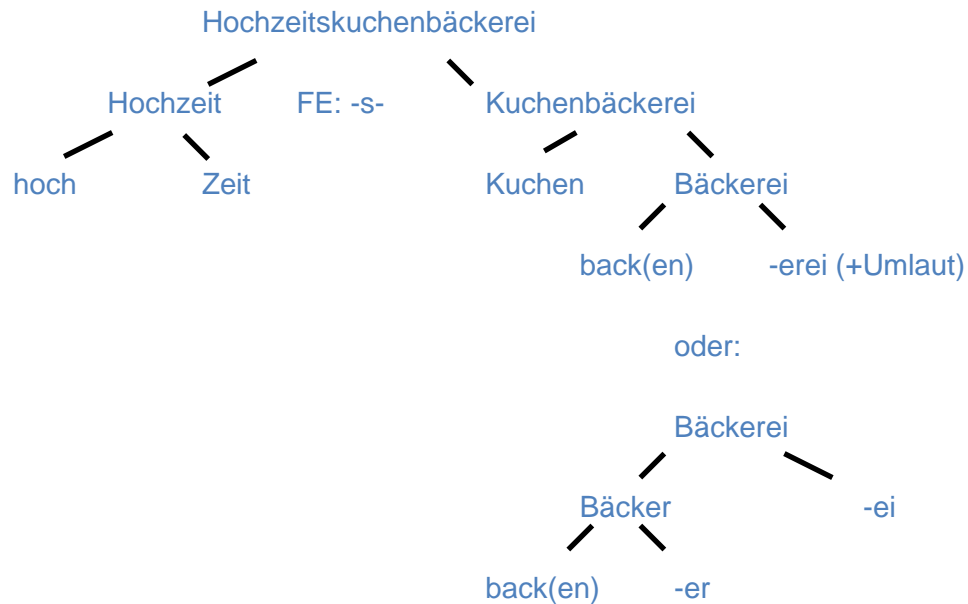 Hochzeitskuchenbäckerei
Hochzeit FE: -s- Kuchenbäckerei
hoch Zeit Kuchen Bäckerei
back(en) -erei (+Umlaut)
oder:
Bäckerei
Bäcker -ei
back(en) -er